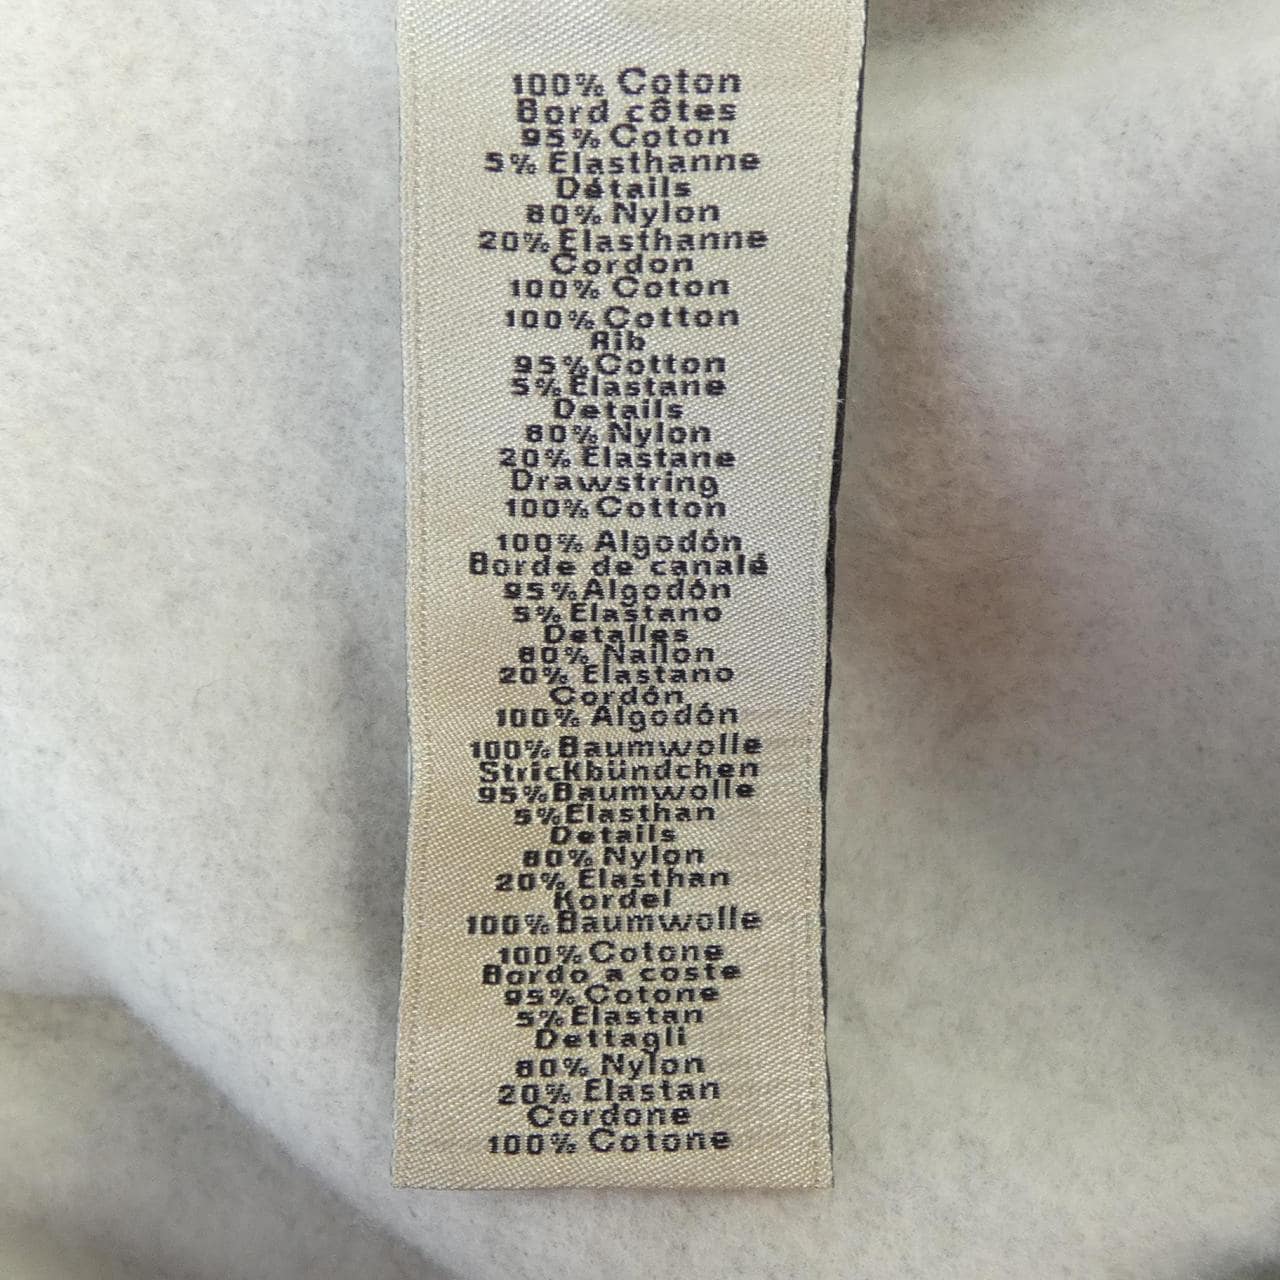 100% Coton
Bord côtes
95% Coton
5% Elasthanne
Détails
80% Nylon
20% Elasthanne
Cordon
100% Coton
100% Cotton
Rib
95% Cotton
5% Elastane
Details
80% Nylon
20% Elastane
Drawstring
100% Cotton
100% Algodón
Borde de canalé
95% Algodón
5% Elastano
Detalles
80% Nailon
20% Elastano
Cordón
100% Algodón
100% Baumwolle
Strickbündchen
95% Baumwolle
5% Elasthan
Details
80% Nylon
20% Elasthan
Kordel
100% Baumwolle
100% Cotone
Bordo a coste
95% Cotone
5% Elastan
Dettagli
80% Nylon
20% Elastan
Cordone
100% Cotone